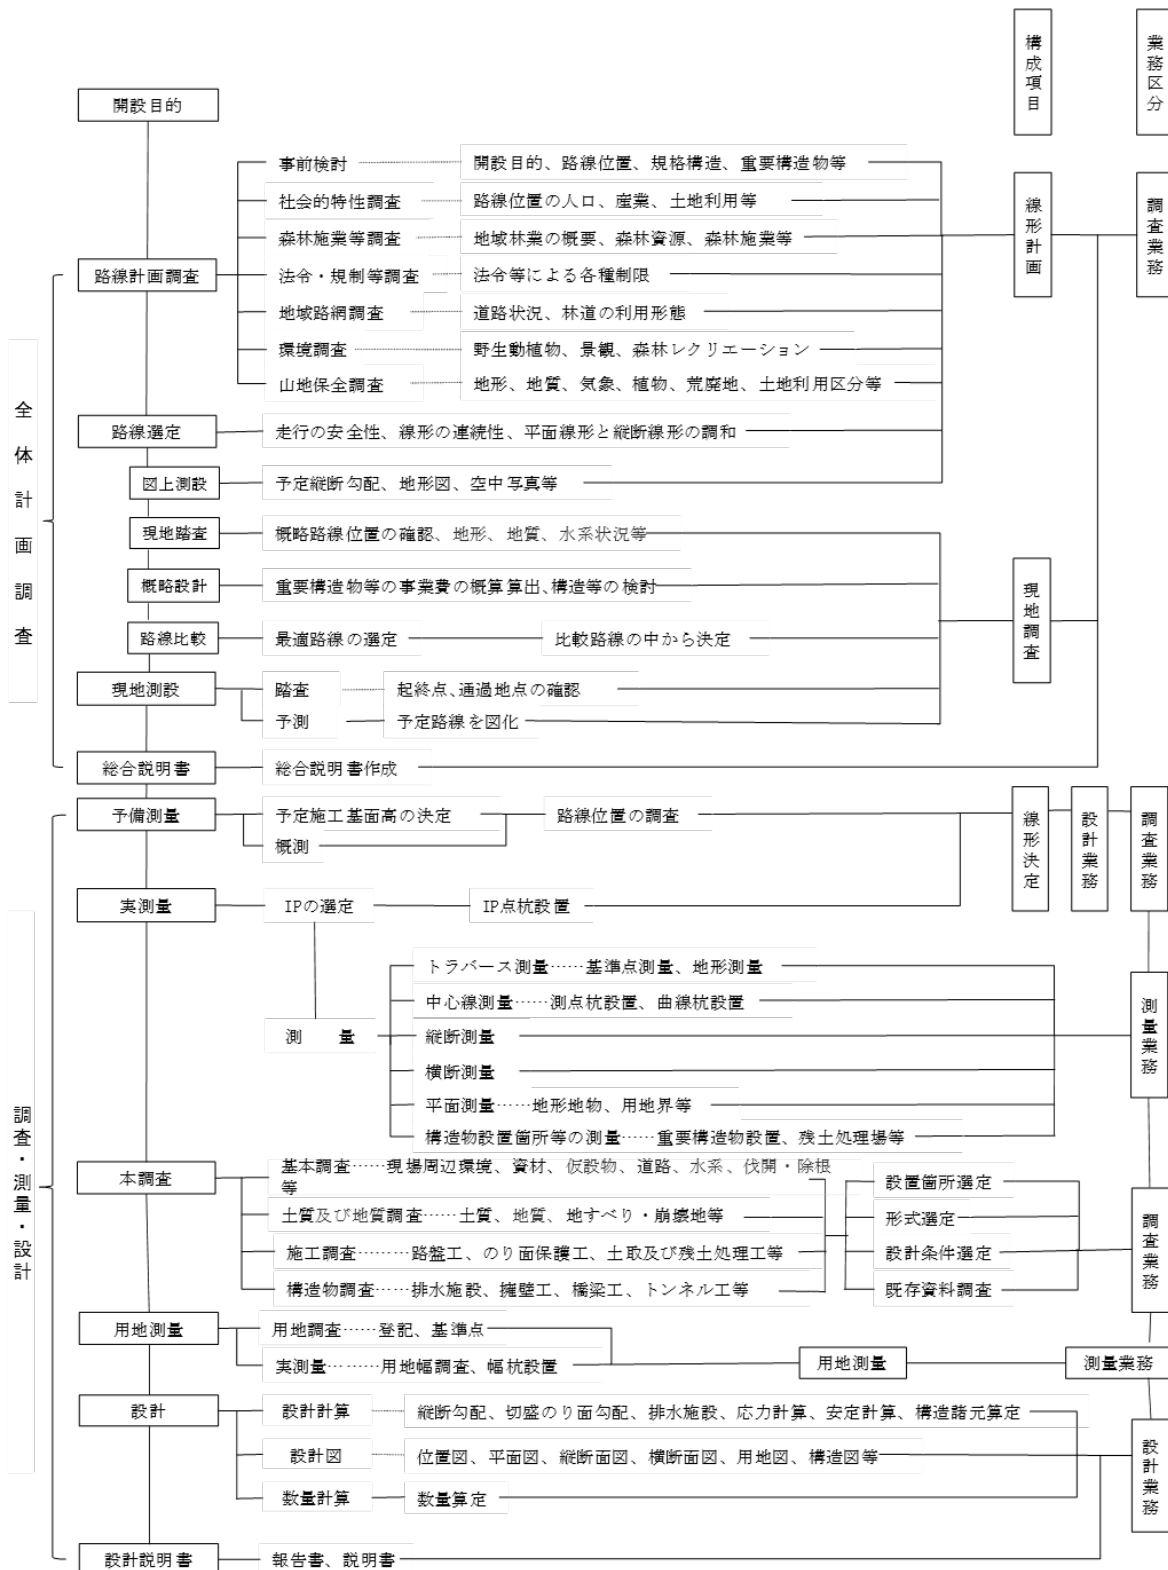 構成項目
業務区分
開設目的
事前検討 開設目的、路線位置、規格構造、重要構造物等
社会的特性調査 路線位置の人口、産業、土地利用等
線形計画
調査業務
森林施業等調査 地域林業の概要、森林資源、森林施業等
路線計画調査
法令・規制等調査 法令等による各種制限
地域路網調査 道路状況、林道の利用形態
環境調査 野生動植物、景観、森林レクリエーション
山地保全調査 地形、地質、気象、植物、荒廃地、土地利用区分等
全体計画調査
路線選定 走行の安全性、線形の連続性、平面線形と縦断線形の調和
図上測設 予定縦断勾配、地形図、空中写真等
現地踏査 概略路線位置の確認、地形、地質、水系状況等
概略設計 重要構造物等の事業費の概算算出、構造等の検討
現地調査
路線比較 最適路線の選定 比較路線の中から決定
現地測設 踏査 起終点、通過地点の確認
予測 予定路線を図化
総合説明書 総合説明書作成
予備測量 予定施工基面高の決定 路線位置の調査
概測
線形決定
設計業務
調査業務
実測量 IPの選定 IP点杭設置
トラバース測量……基準点測量、地形測量
中心線測量……測点杭設置、曲線杭設置
測　量 縦断測量
測量業務
横断測量
平面測量……地形地物、用地界等
構造物設置箇所等の測量……重要構造物設置、残土処理場等
調査・測量・設計
本調査
基本調査……現場周辺環境、資材、仮設物、道路、水系、伐開・除根
等
設置箇所選定
土質及び地質調査……土質、地質、地すべり・崩壊地等 形式選定
施工調査………路盤工、のり面保護工、土取及び残土処理工等 設計条件選定
構造物調査……排水施設、擁壁工、橋梁工、トンネル工等 既存資料調査
調査業務
用地測量 用地調査……登記、基準点
実測量………用地幅調査、幅杭設置 用地測量 測量業務
設計 設計計算 縦断勾配、切盛のり面勾配、排水施設、応力計算、安定計算、構造諸元算定
設計図 位置図、平面図、縦断面図、横断面図、用地図、構造図等
設計業務
数量計算 数量算定
設計説明書 報告書、説明書